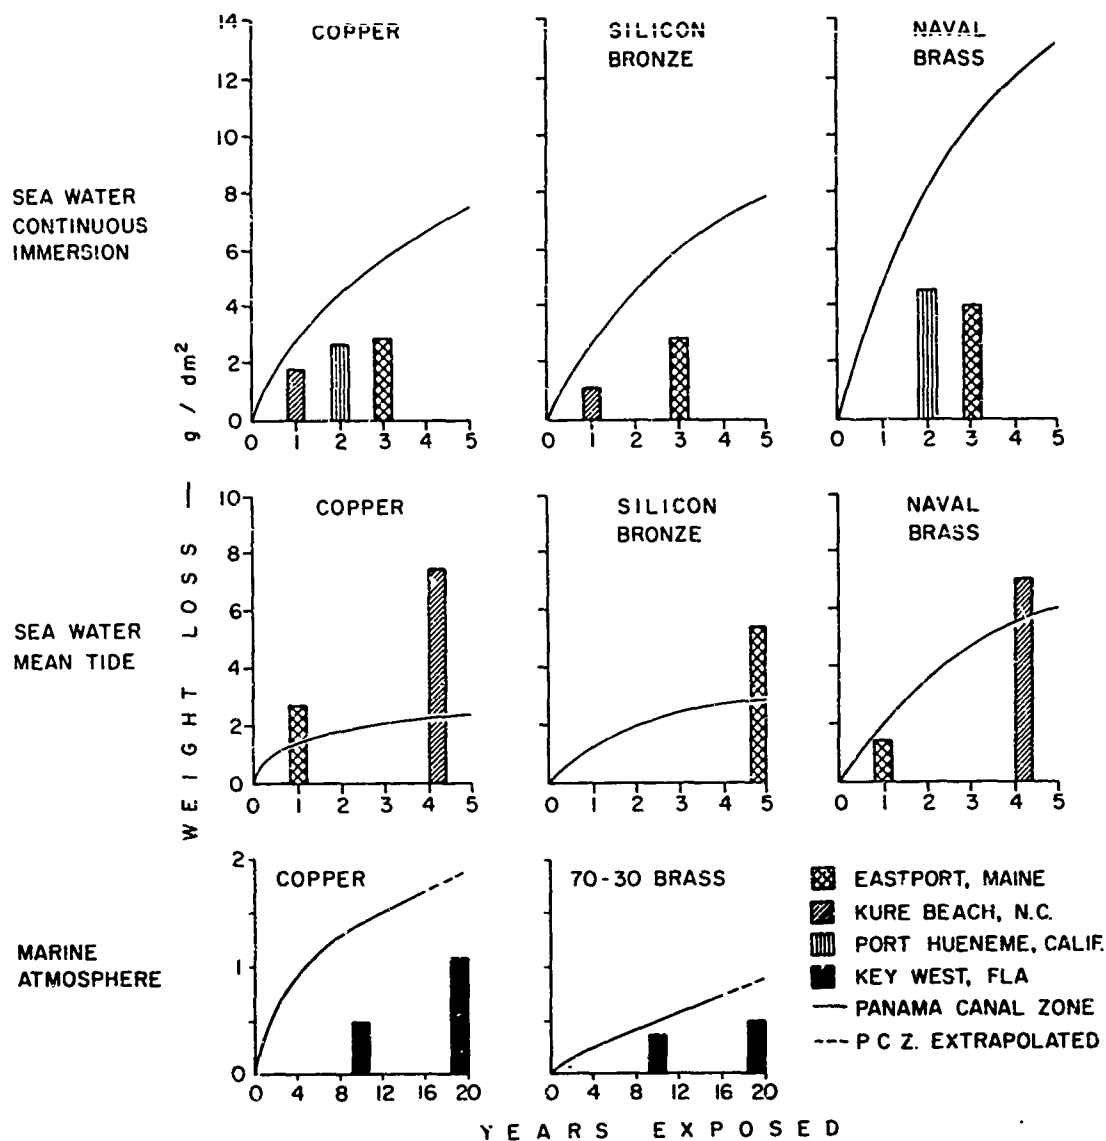 COPPER
SILICON
BRONZE
NAVAL
BRASS
SEA WATER
CONTINUOUS
IMMERSION
14
12
10
8
6
4
2
0
0 1 2 3 4 5
0 1 2 3 4 5
0 1 2 3 4 5
WEIGHT LOSS — g / dm²
COPPER
SILICON
BRONZE
NAVAL
BRASS
SEA WATER
MEAN TIDE
10
8
6
4
2
0
0 1 2 3 4 5
0 1 2 3 4 5
0 1 2 3 4 5
COPPER
70-30 BRASS
MARINE
ATMOSPHERE
2
1
0
0 4 8 12 16 20
0 4 8 12 16 20
EASTPORT, MAINE
KURE BEACH, N.C.
PORT HUENEME, CALIF.
KEY WEST, FLA
PANAMA CANAL ZONE
P C Z. EXTRAPOLATED
YEARS EXPOSED